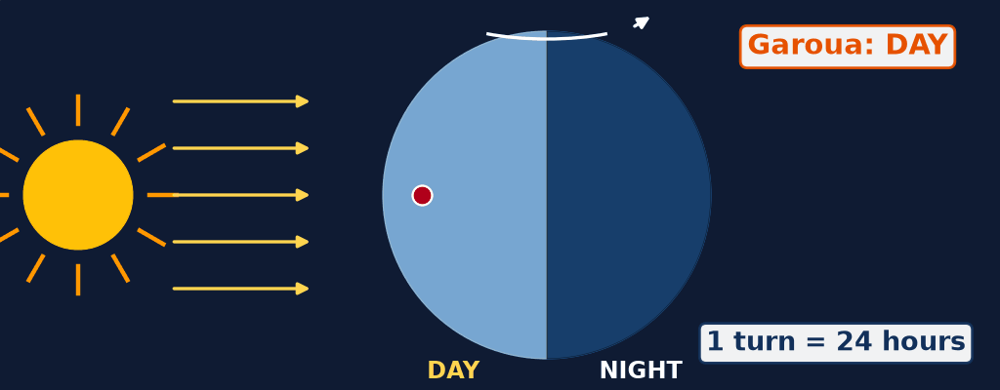 Garoua: DAY
1 turn = 24 hours
DAY
NIGHT